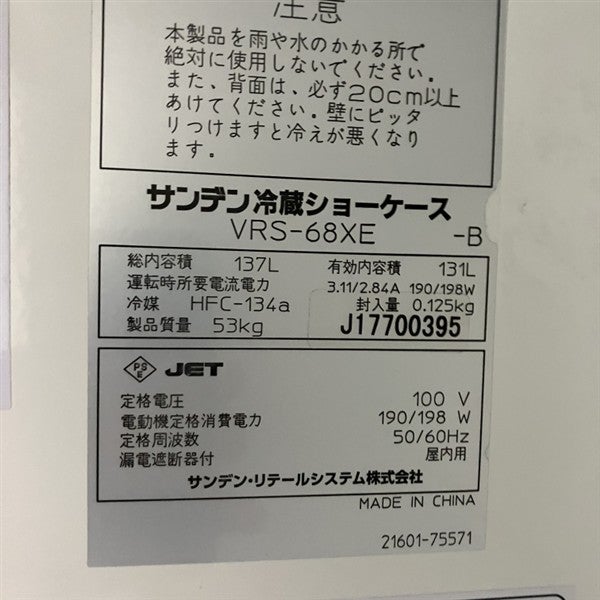 注意
本製品を雨や水のかかる所で
絶対に使用しないでください。
また、背面は、必ず20cm以上
あけてください。壁にピッタ
リつけますと冷えが悪くなり
ます。
サンデン冷蔵ショーケース
VRS-68XE -B
総内容積 137L 有効内容積 131L
運転時所要電流電力 3.11/2.84A 190/198W
冷媒 HFC-134a 封入量 0.125kg
製品質量 53kg J17700395
PSE JET
定格電圧 100 V
電動機定格消費電力 190/198 W
定格周波数 50/60Hz
漏電遮断器付 屋内用
サンデン・リテールシステム株式会社
MADE IN CHINA
21601-75571